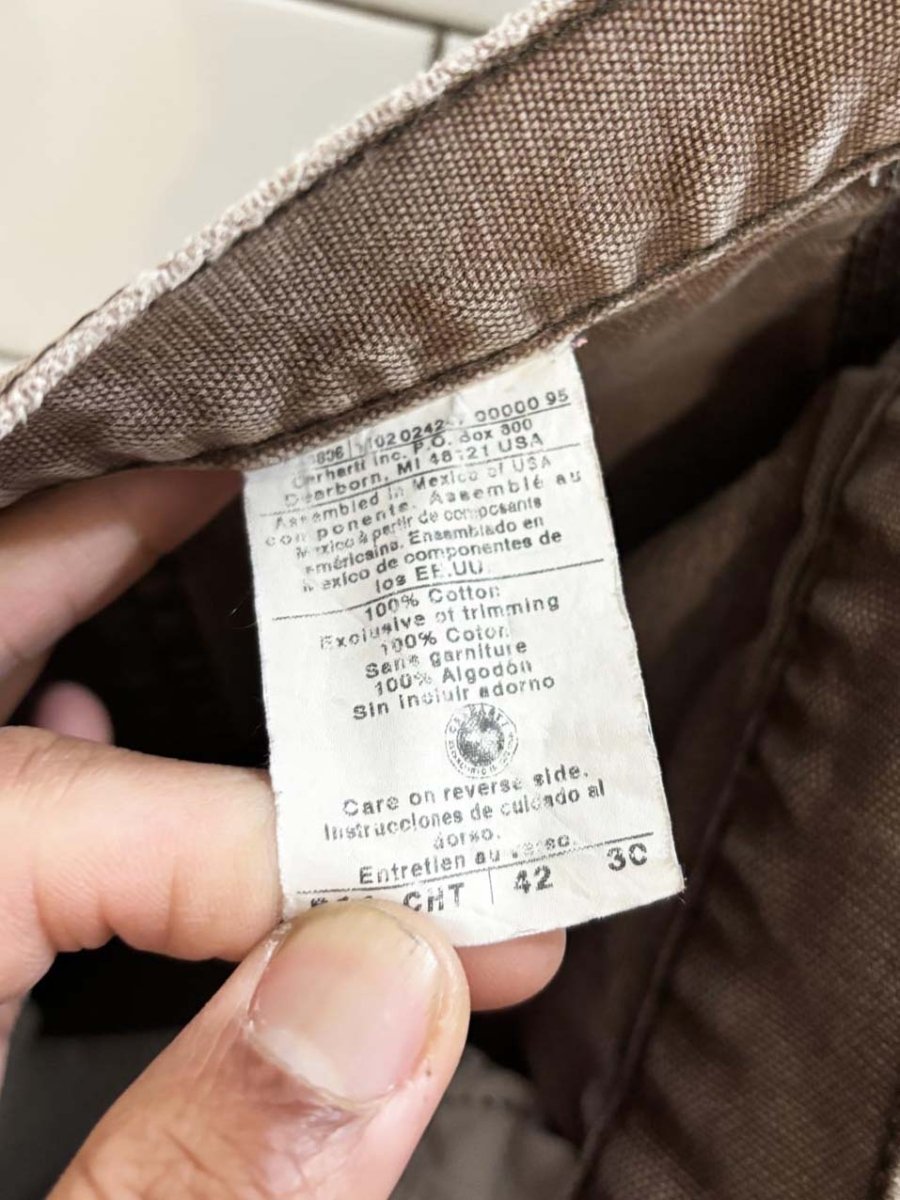 00000 95
Carhartt Inc. P.O. Box 600
Dearborn, MI 48121 USA
Assembled in Mexico of USA
components. Assemblé au
Mexico à partir de composants
américains. Ensamblado en
Mexico de componentes de
los EE.UU.
100% Cotton
Exclusive of trimming
100% Coton
Sans garniture
100% Algodón
Sin incluir adorno
Care on reverse side.
Instrucciones de cuidado al
dorso.
Entretien au verso.
CHT 42 30